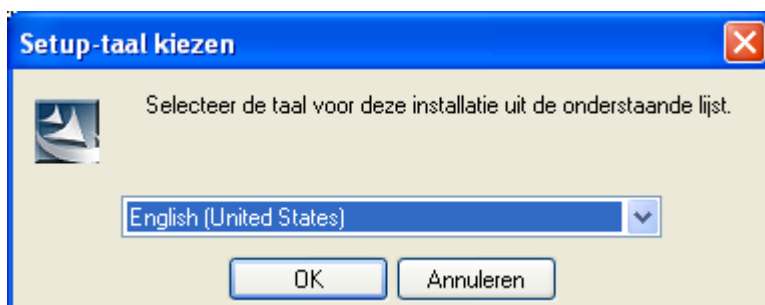 Setup-taal kiezen
Selecteer de taal voor deze installatie uit de onderstaande lijst.
English (United States)
OK
Annuleren